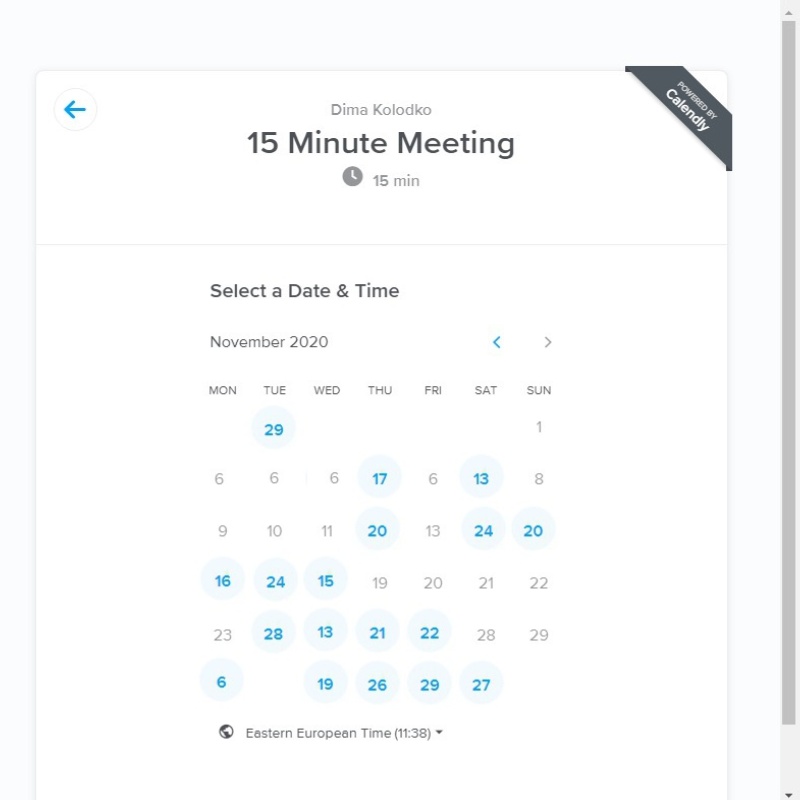 POWERED BY
Calendly
Dima Kolodko
15 Minute Meeting
15 min
Select a Date & Time
November 2020
MON TUE WED THU FRI SAT SUN
29 1
6 6 6 17 6 13 8
9 10 11 20 13 24 20
16 24 15 19 20 21 22
23 28 13 21 22 28 29
6 19 26 29 27
Eastern European Time (11:38)